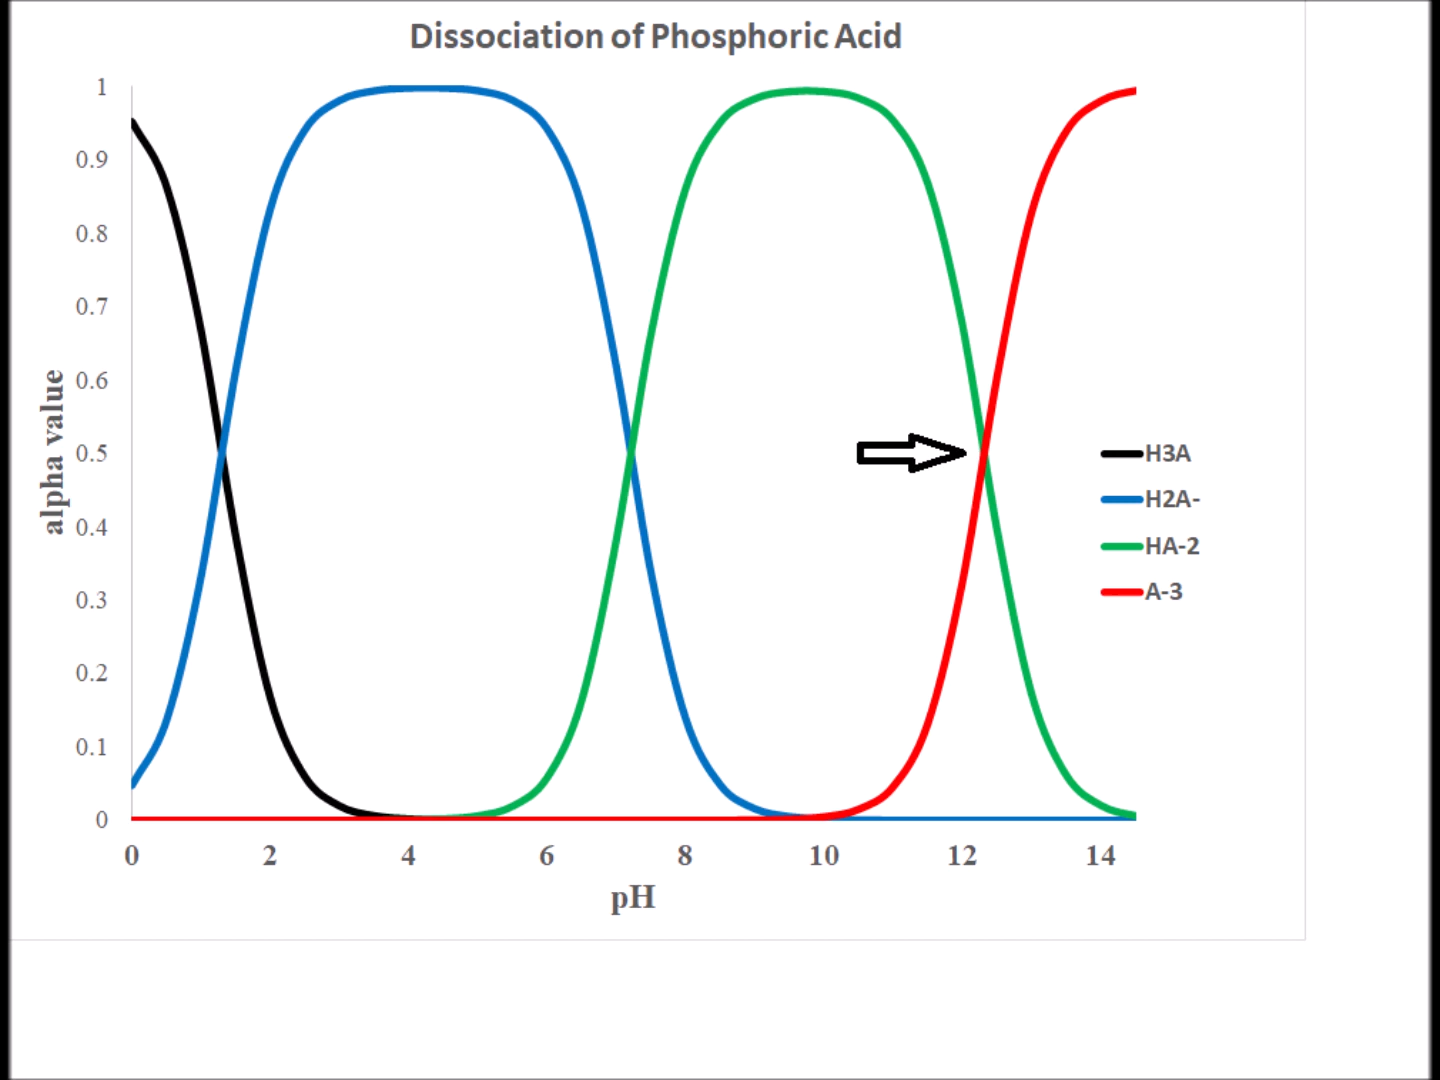 Dissociation of Phosphoric Acid
1
0.9
0.8
0.7
0.6
0.5
0.4
0.3
0.2
0.1
0
alpha value
0 2 4 6 8 10 12 14
pH
H3A
H2A-
HA-2
A-3